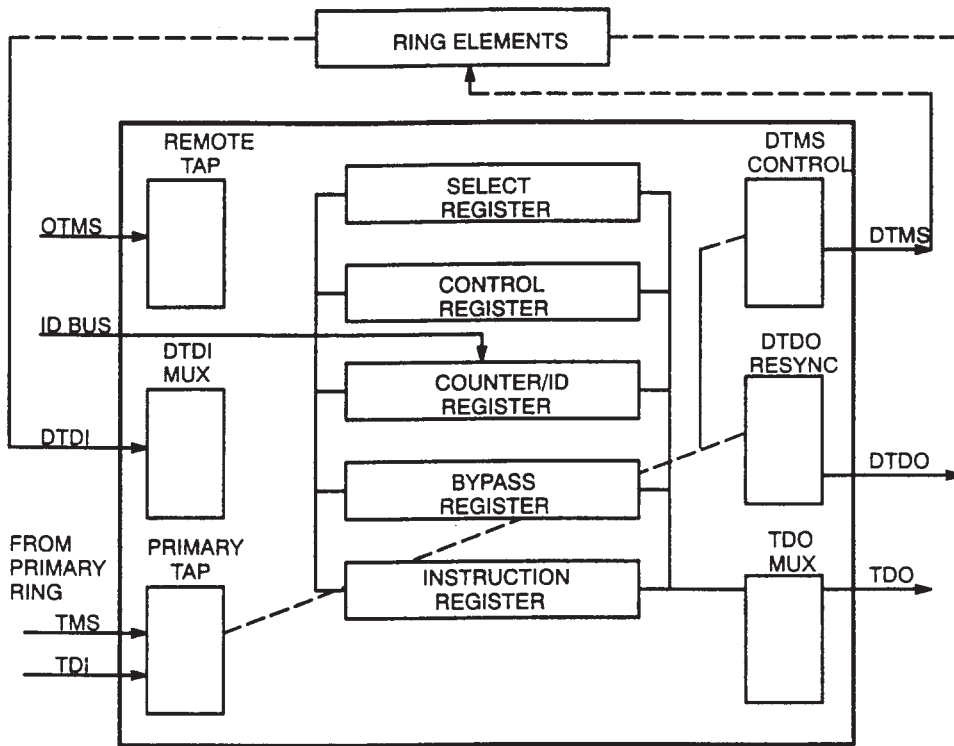 RING ELEMENTS
REMOTE
TAP
DTMS
CONTROL
SELECT
REGISTER
OTMS
DTMS
CONTROL
REGISTER
ID BUS
DTDI
MUX
DTDO
RESYNC
COUNTER/ID
REGISTER
DTDI
DTDO
BYPASS
REGISTER
FROM
PRIMARY
RING
PRIMARY
TAP
TDO
MUX
INSTRUCTION
REGISTER
TDO
TMS
TDI